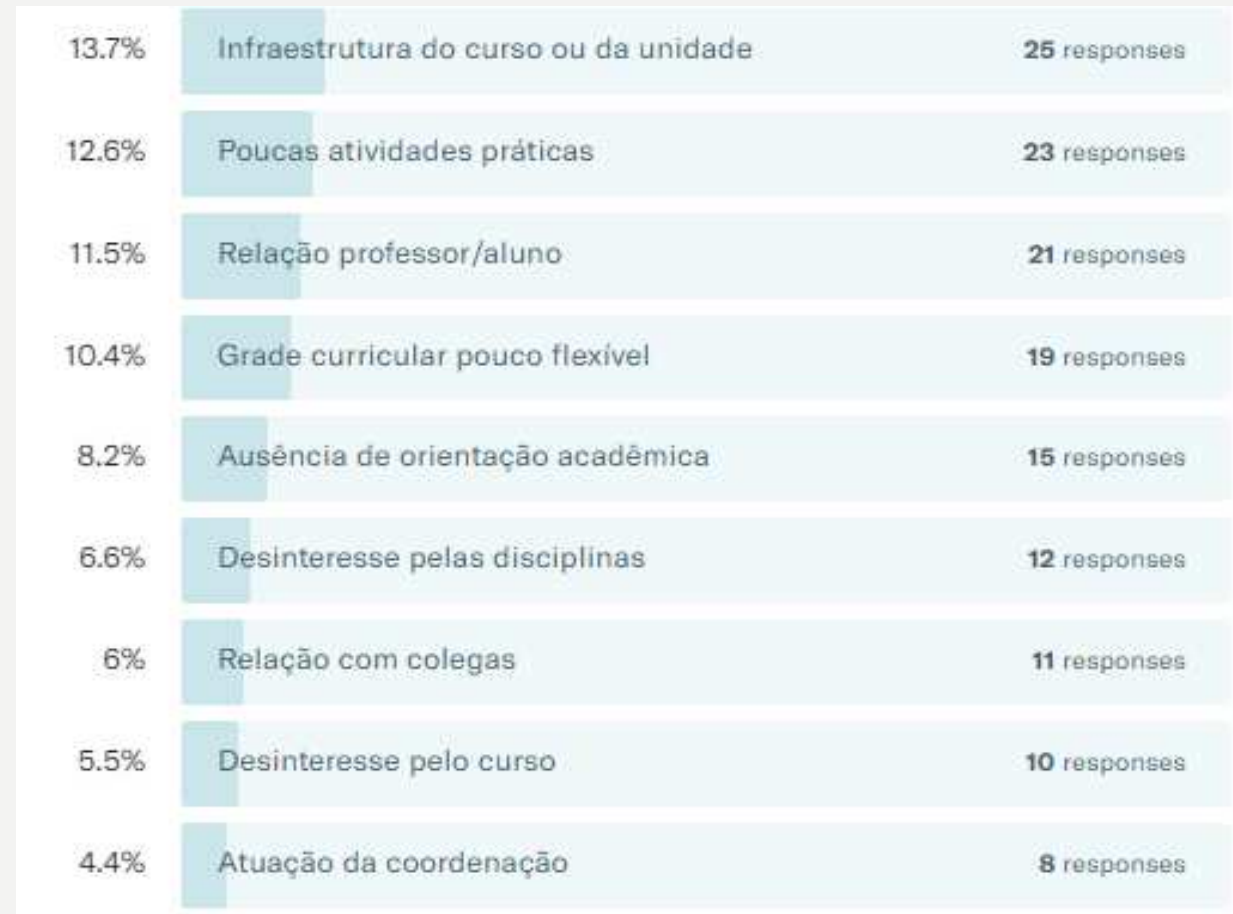 13.7% Infraestrutura do curso ou da unidade 25 responses
12.6% Poucas atividades práticas 23 responses
11.5% Relação professor/aluno 21 responses
10.4% Grade curricular pouco flexível 19 responses
8.2% Ausência de orientação acadêmica 15 responses
6.6% Desinteresse pelas disciplinas 12 responses
6% Relação com colegas 11 responses
5.5% Desinteresse pelo curso 10 responses
4.4% Atuação da coordenação 8 responses